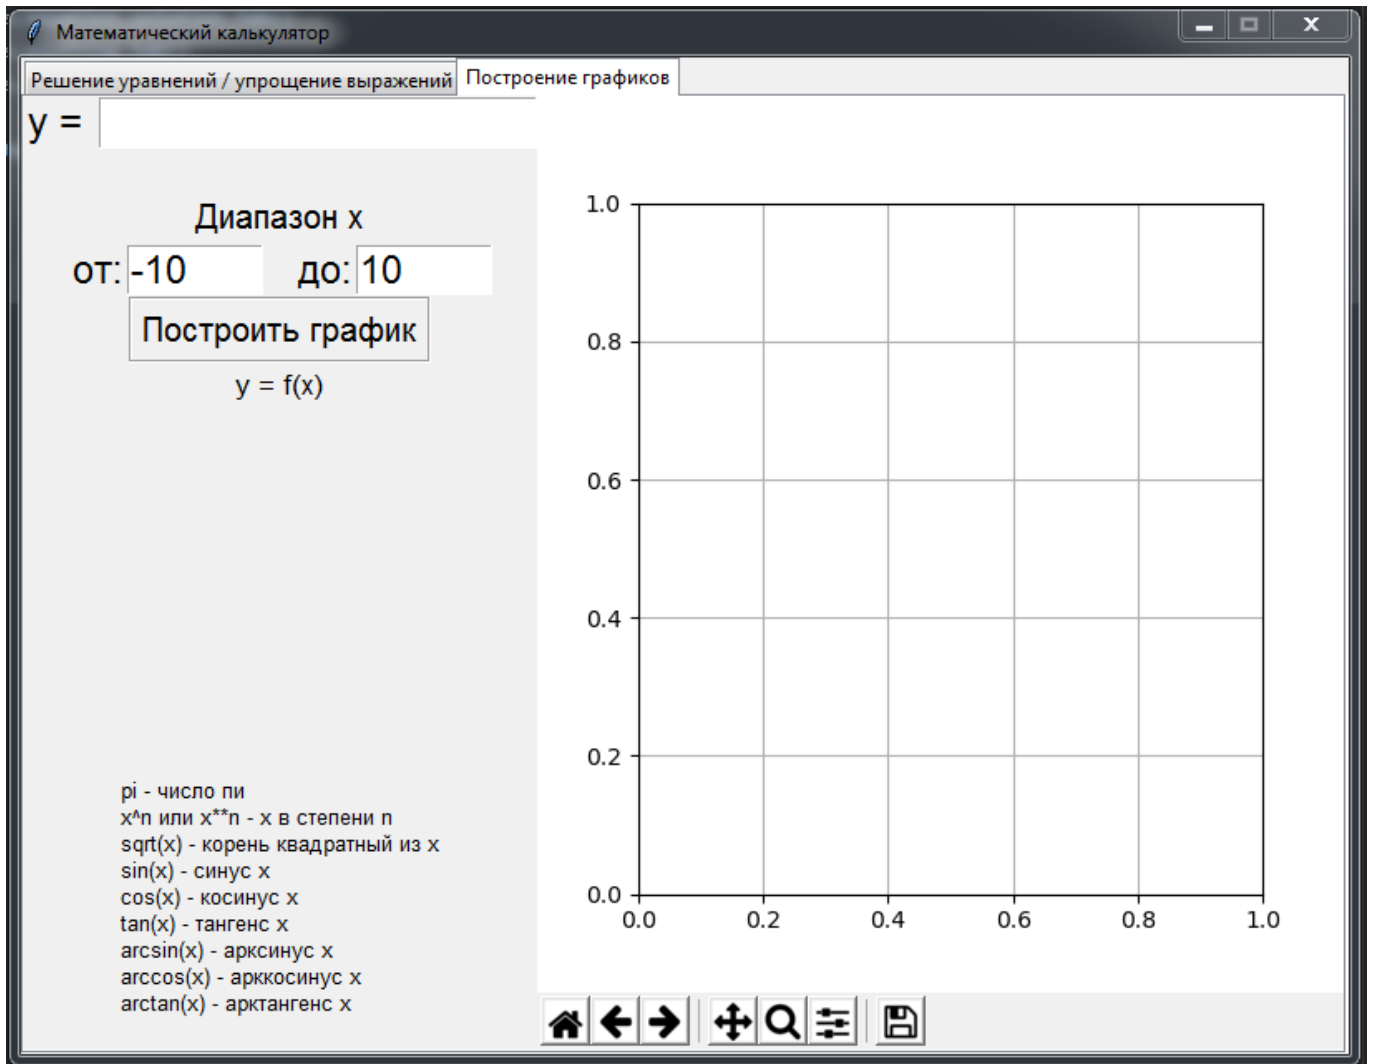 Математический калькулятор
Решение уравнений / упрощение выражений
Построение графиков
y =
Диапазон x
от: -10 до: 10
Построить график
y = f(x)
pi - число пи
x^n или x**n - x в степени n
sqrt(x) - корень квадратный из x
sin(x) - синус x
cos(x) - косинус x
tan(x) - тангенс x
arcsin(x) - арксинус x
arccos(x) - арккосинус x
arctan(x) - арктангенс x
1.0
0.8
0.6
0.4
0.2
0.0
0.0 0.2 0.4 0.6 0.8 1.0